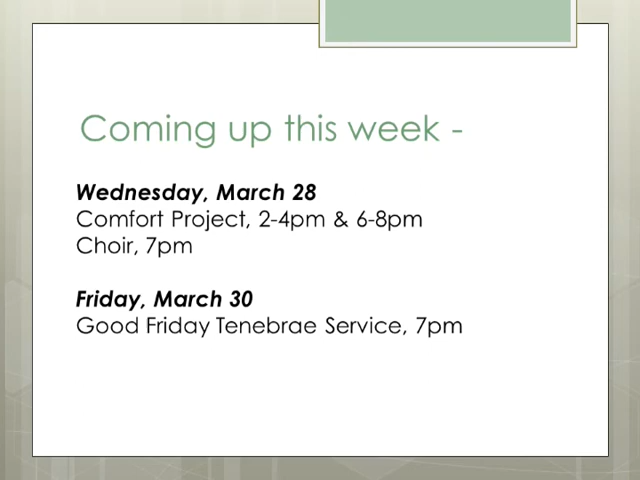 Coming up this week -
Wednesday, March 28
Comfort Project, 2-4pm & 6-8pm
Choir, 7pm
Friday, March 30
Good Friday Tenebrae Service, 7pm